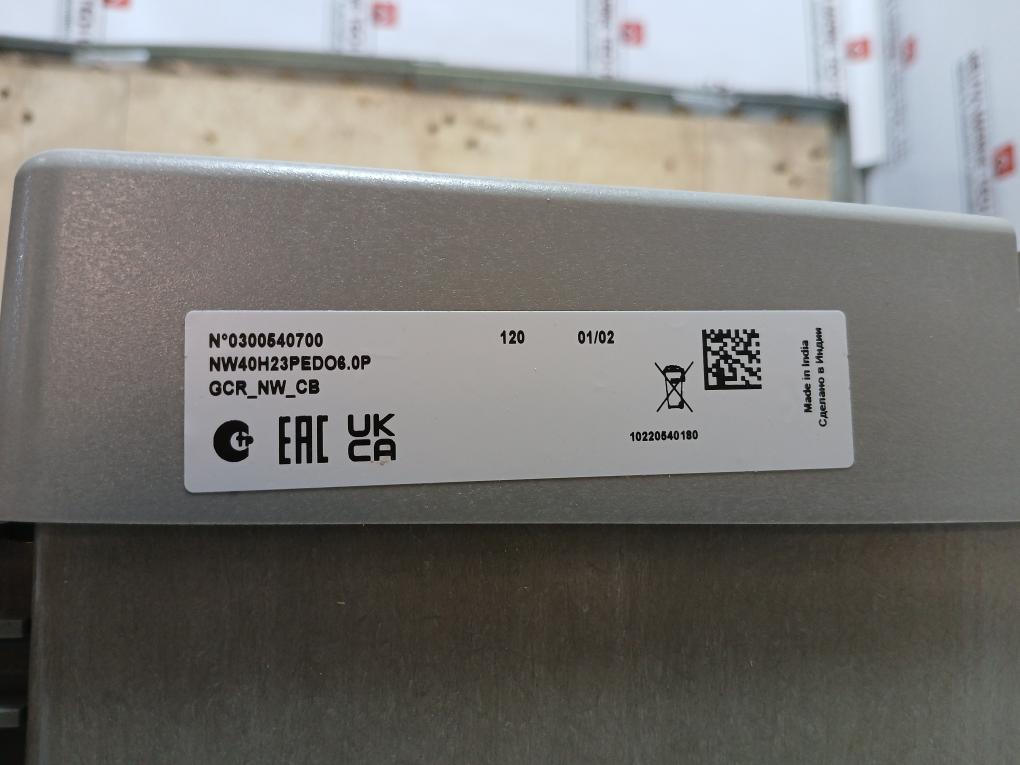 N°0300540700 120 01/02
NW40H23PEDO6.0P
GCR_NW_CB
EAC
UK
CA
10220540180
Made in India
Сделано в Индии